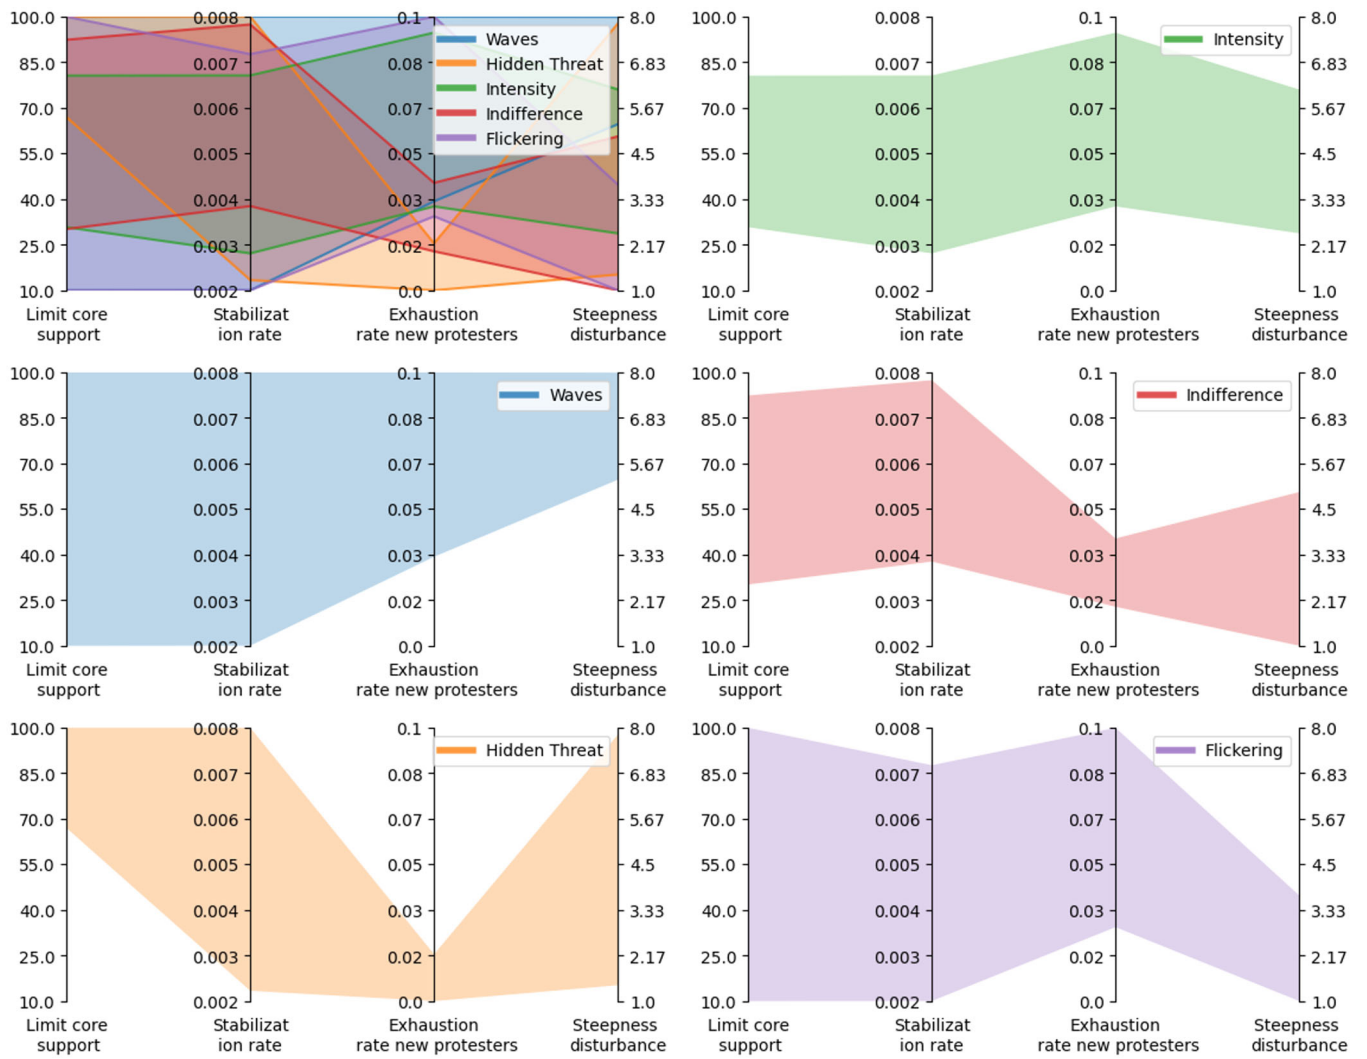 100.0
85.0
70.0
55.0
40.0
25.0
10.0
0.008
0.007
0.006
0.005
0.004
0.003
0.002
0.1
0.08
0.07
0.05
0.03
0.02
0.0
8.0
6.83
5.67
4.5
3.33
2.17
1.0
Waves
Hidden Threat
Intensity
Indifference
Flickering
Limit core
support
Stabilizat
ion rate
Exhaustion
rate new protesters
Steepness
disturbance
100.0
85.0
70.0
55.0
40.0
25.0
10.0
0.008
0.007
0.006
0.005
0.004
0.003
0.002
0.1
0.08
0.07
0.05
0.03
0.02
0.0
8.0
6.83
5.67
4.5
3.33
2.17
1.0
Intensity
Limit core
support
Stabilizat
ion rate
Exhaustion
rate new protesters
Steepness
disturbance
100.0
85.0
70.0
55.0
40.0
25.0
10.0
0.008
0.007
0.006
0.005
0.004
0.003
0.002
0.1
0.08
0.07
0.05
0.03
0.02
0.0
8.0
6.83
5.67
4.5
3.33
2.17
1.0
Waves
Limit core
support
Stabilizat
ion rate
Exhaustion
rate new protesters
Steepness
disturbance
100.0
85.0
70.0
55.0
40.0
25.0
10.0
0.008
0.007
0.006
0.005
0.004
0.003
0.002
0.1
0.08
0.07
0.05
0.03
0.02
0.0
8.0
6.83
5.67
4.5
3.33
2.17
1.0
Indifference
Limit core
support
Stabilizat
ion rate
Exhaustion
rate new protesters
Steepness
disturbance
100.0
85.0
70.0
55.0
40.0
25.0
10.0
0.008
0.007
0.006
0.005
0.004
0.003
0.002
0.1
0.08
0.07
0.05
0.03
0.02
0.0
8.0
6.83
5.67
4.5
3.33
2.17
1.0
Hidden Threat
Limit core
support
Stabilizat
ion rate
Exhaustion
rate new protesters
Steepness
disturbance
100.0
85.0
70.0
55.0
40.0
25.0
10.0
0.008
0.007
0.006
0.005
0.004
0.003
0.002
0.1
0.08
0.07
0.05
0.03
0.02
0.0
8.0
6.83
5.67
4.5
3.33
2.17
1.0
Flickering
Limit core
support
Stabilizat
ion rate
Exhaustion
rate new protesters
Steepness
disturbance